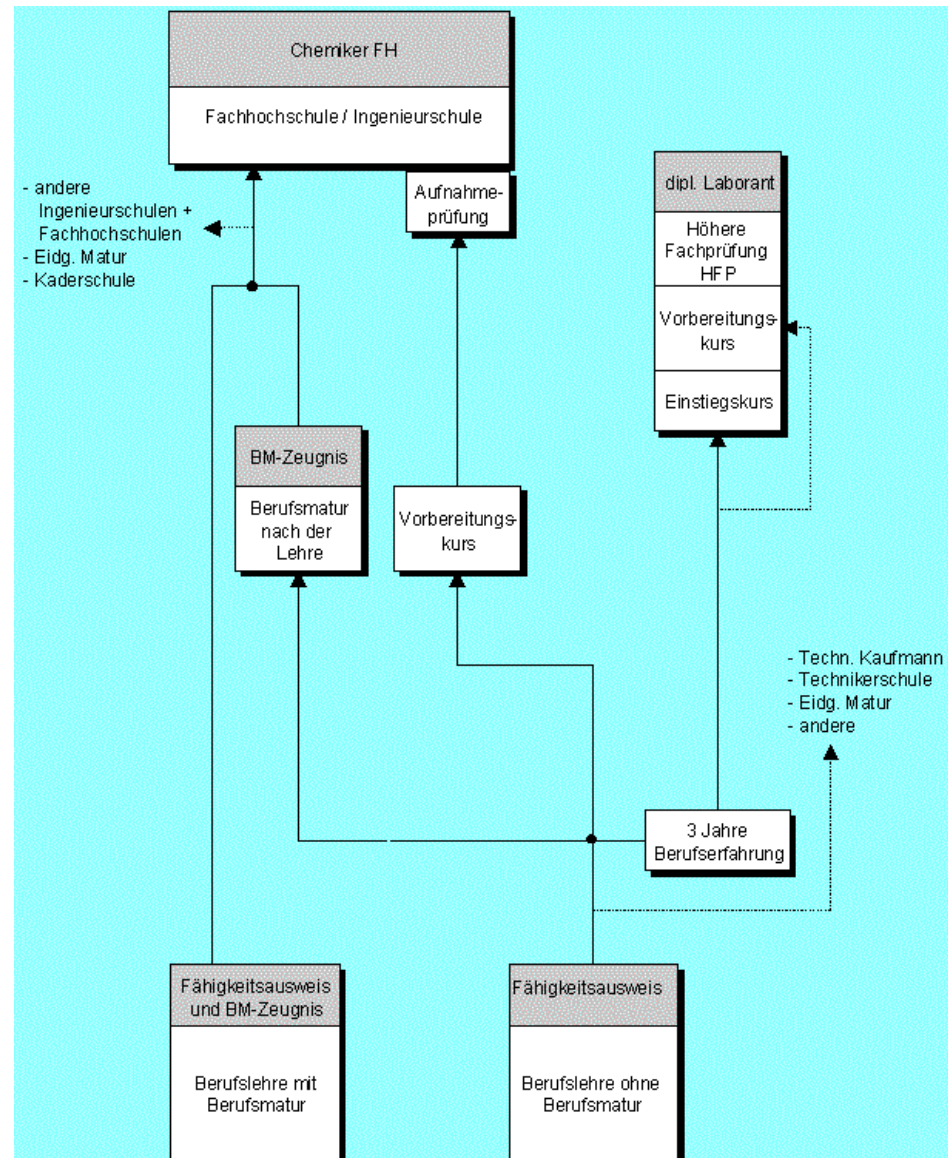 Chemiker FH
Fachhochschule / Ingenieurschule
Aufnahme-
prüfung
- andere
Ingenieurschulen +
Fachhochschulen
- Eidg. Matur
- Kaderschule
dipl. Laborant
Höhere
Fachprüfung
HFP
Vorbereitungs-
kurs
Einstiegskurs
BM-Zeugnis
Berufsmatur
nach der
Lehre
Vorbereitungs-
kurs
- Techn. Kaufmann
- Technikerschule
- Eidg. Matur
- andere
3 Jahre
Berufserfahrung
Fähigkeitsausweis
und BM-Zeugnis
Berufslehre mit
Berufsmatur
Fähigkeitsausweis
Berufslehre ohne
Berufsmatur